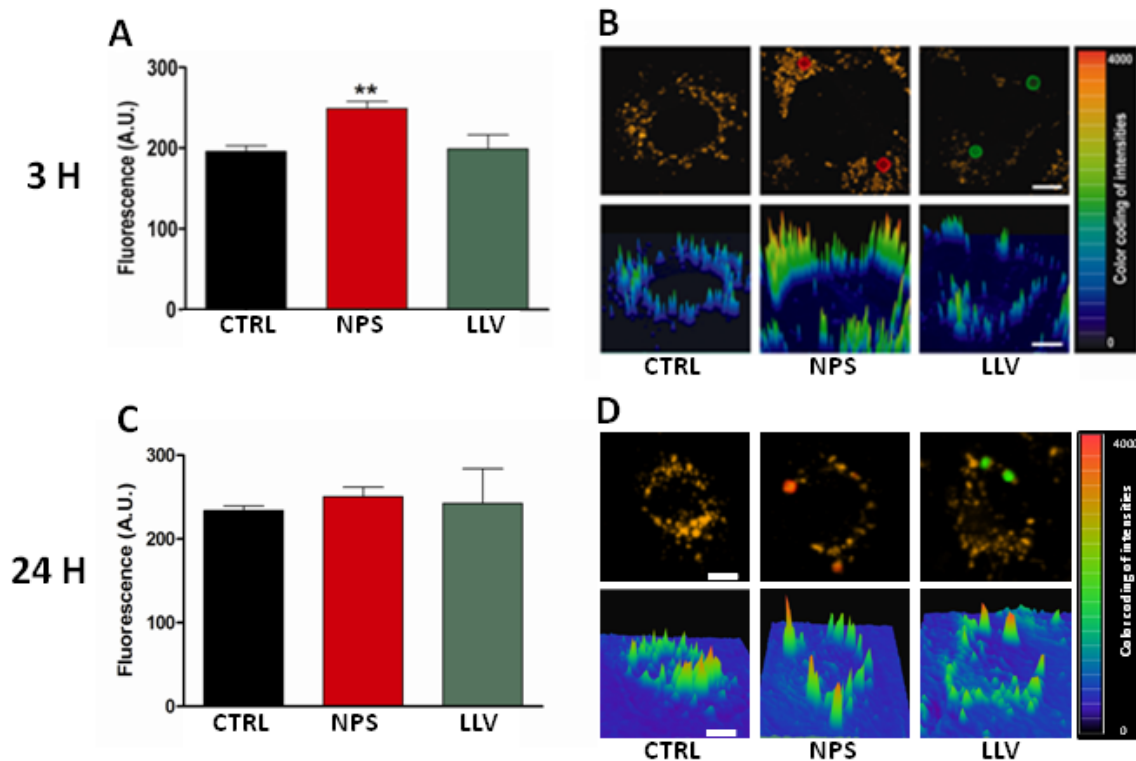 A
3 H
Fluorescence (A.U.)
300
200
100
0
**
CTRL NPS LLV
B
4000
Color coding of intensities
0
CTRL NPS LLV
C
24 H
Fluorescence (A.U.)
300
200
100
0
CTRL NPS LLV
D
4000
Color coding of intensities
0
CTRL NPS LLV